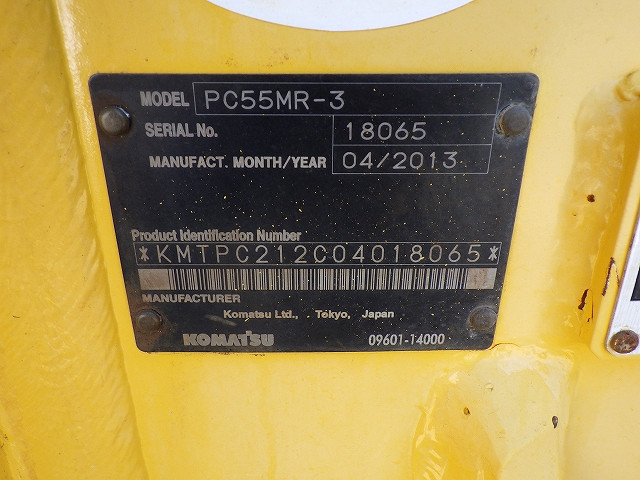 MODEL PC55MR-3
SERIAL No. 18065
MANUFACT. MONTH/YEAR 04/2013
Product Identification Number
*KMTPC212C04018065*
MANUFACTURER
Komatsu Ltd., Tokyo, Japan
KOMATSU 09601-14000